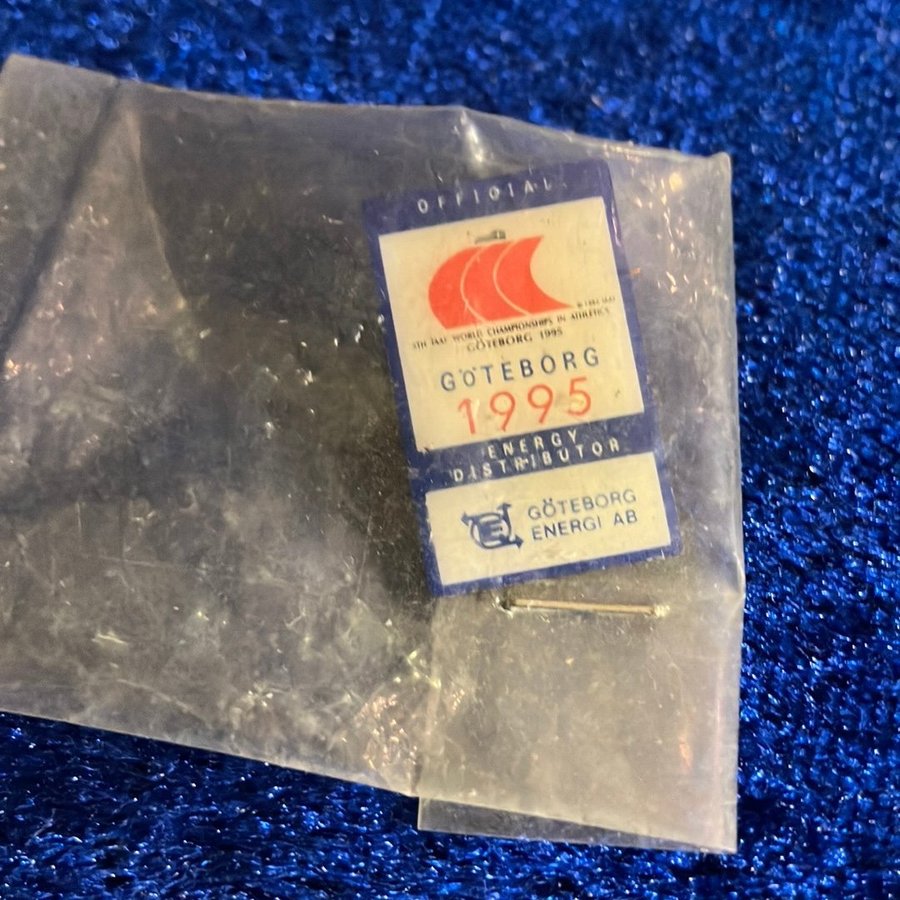 OFFICIAL
5TH IAAF WORLD CHAMPIONSHIPS IN ATHLETICS
GÖTEBORG 1995
GÖTEBORG
1995
ENERGY
DISTRIBUTOR
GÖTEBORG
ENERGI AB